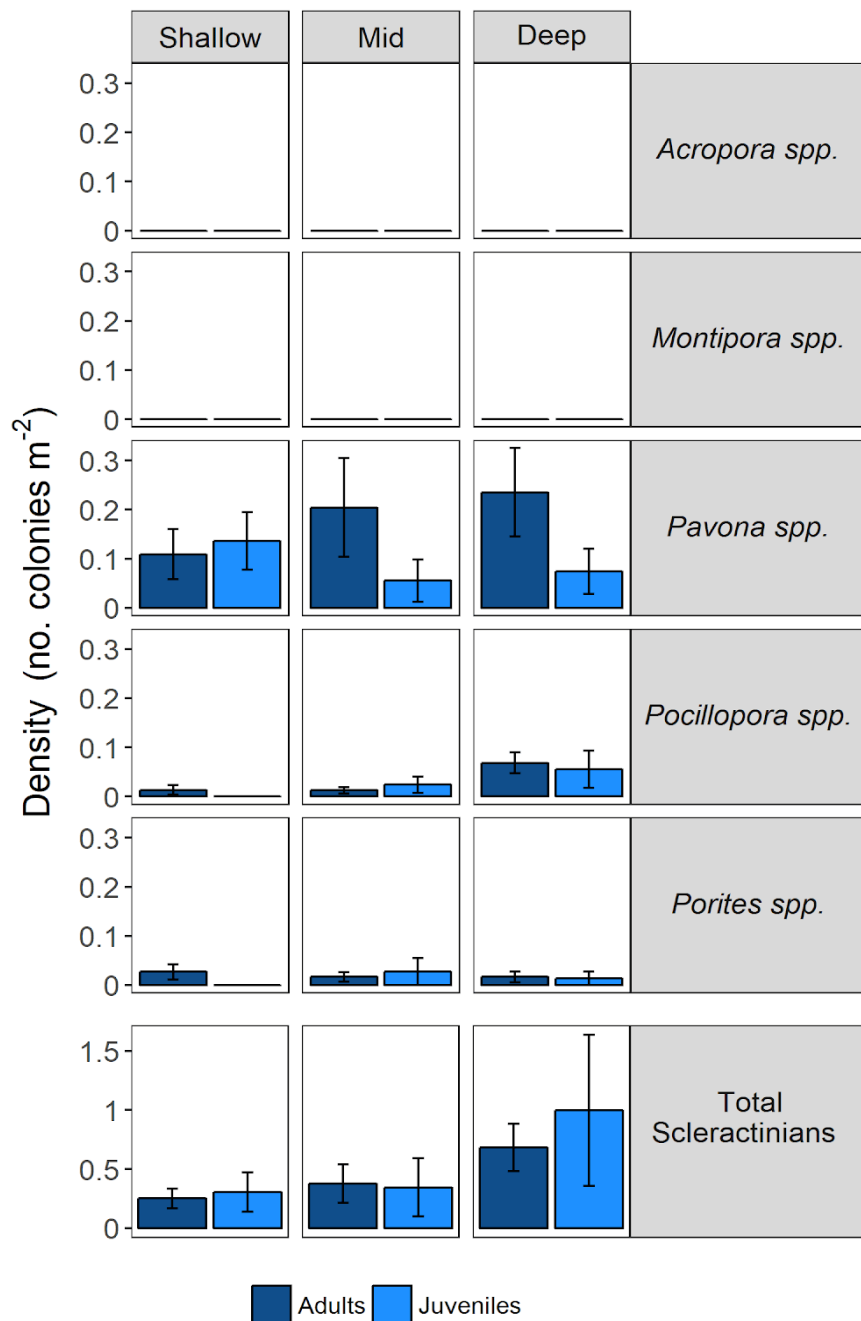 Shallow Mid Deep
0.3
0.2
0.1
0
Acropora spp.
0.3
0.2
0.1
0
Montipora spp.
0.3
0.2
0.1
0
Pavona spp.
0.3
0.2
0.1
0
Pocillopora spp.
0.3
0.2
0.1
0
Porites spp.
1.5
1
0.5
0
Total
Scleractinians
Density (no. colonies m⁻²)
Adults Juveniles